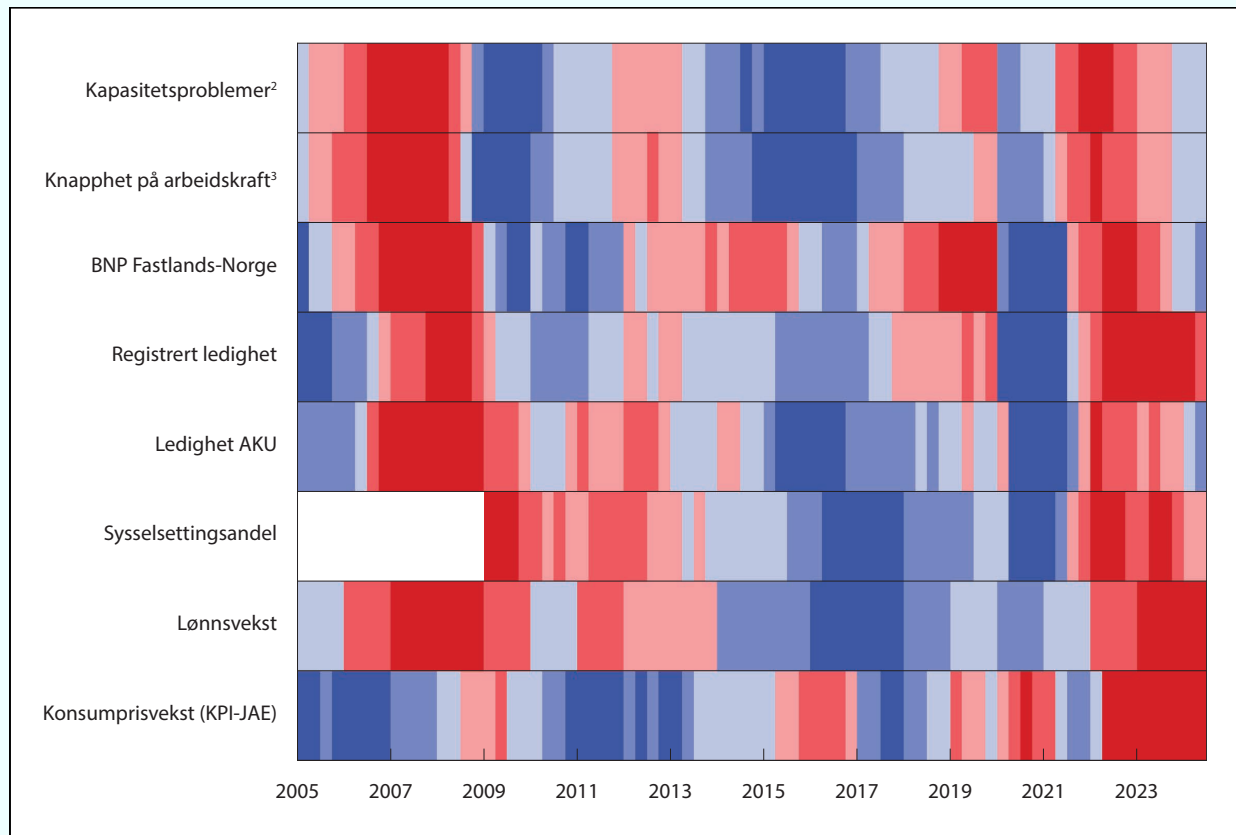 Kapasitetsproblemer²
Knapphet på arbeidskraft³
BNP Fastlands-Norge
Registrert ledighet
Ledighet AKU
Sysselsettingsandel
Lønnsvekst
Konsumprisvekst (KPI-JAE)
2005 2007 2009 2011 2013 2015 2017 2019 2021 2023